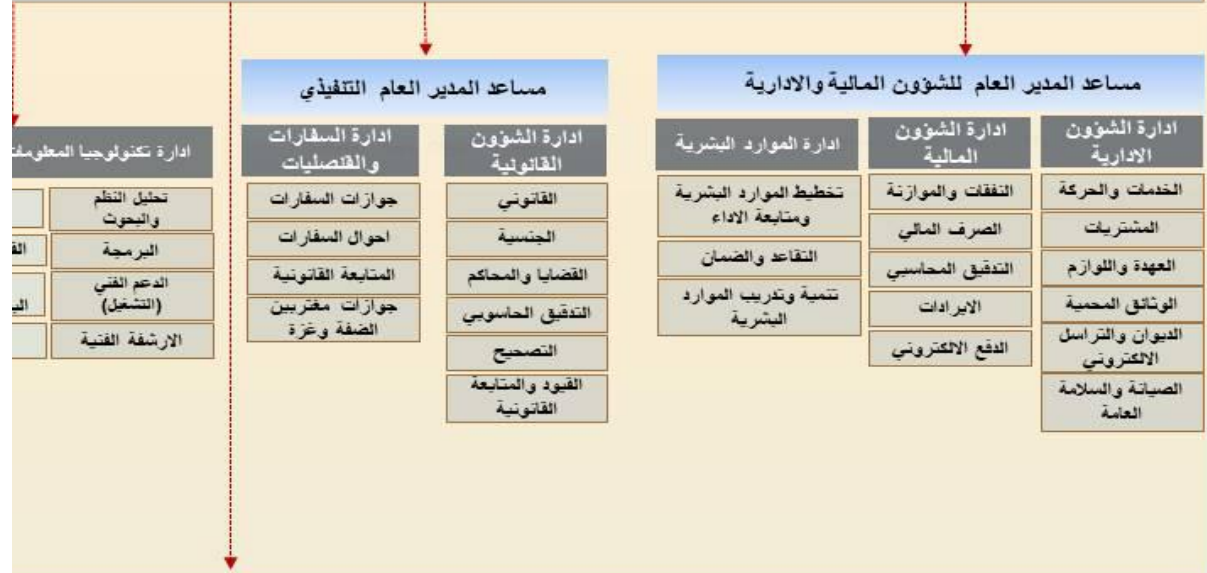 مساعد المدير العام للشؤون المالية والادارية
ادارة الشؤون
الادارية
الخدمات والحركة
المشتريات
العهدة واللوازم
الوثائق المحمية
الديوان والتراسل
الالكتروني
الصيانة والسلامة
العامة
ادارة الشؤون
المالية
النفقات والموازنة
الصرف المالي
التدقيق المحاسبي
الايرادات
الدفع الالكتروني
ادارة الموارد البشرية
تخطيط الموارد البشرية
ومتابعة الاداء
التقاعد والضمان
تنمية وتدريب الموارد
البشرية
مساعد المدير العام التنفيذي
ادارة الشؤون
القانونية
القانوني
الجنسية
القضايا والمحاكم
التدقيق الحاسوبي
التصحيح
القيود والمتابعة
القانونية
ادارة السفارات
والقنصليات
جوازات السفارات
احوال السفارات
المتابعة القانونية
جوازات مغتربين
الضفة وغزة
ادارة تكنولوجيا المعلومات
تحليل النظم
والبحوث
البرمجة
الدعم الفني
(التشغيل)
الارشفة الفنية